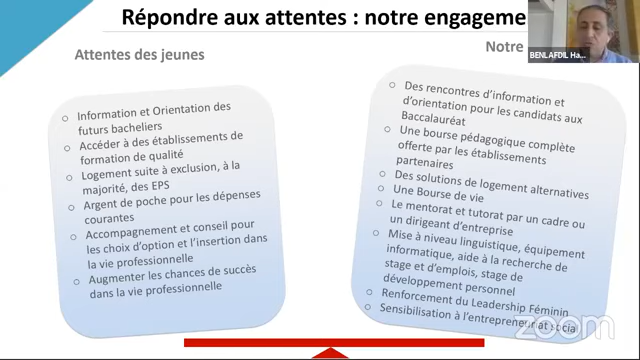 Répondre aux attentes : notre engageme
Attentes des jeunes
Notre
BENLAFDIL Ha...
o Information et Orientation des
futurs bacheliers
o Accéder à des établissements de
formation de qualité
o Logement suite à exclusion, à la
majorité, des EPS
o Argent de poche pour les dépenses
courantes
o Accompagnement et conseil pour
les choix d'option et l'insertion dans
la vie professionnelle
o Augmenter les chances de succès
dans la vie professionnelle
o Des rencontres d'information et
d'orientation pour les candidats aux
Baccalauréat
o Une bourse pédagogique complète
offerte par les établissements
partenaires
o Des solutions de logement alternatives
o Une Bourse de vie
o Le mentorat et tutorat par un cadre ou
un dirigeant d'entreprise
o Mise à niveau linguistique, équipement
informatique, aide à la recherche de
stage et d'emplois, stage de
développement personnel
o Renforcement du Leadership Féminin
o Sensibilisation à l'entrepreneuriat social
zoom